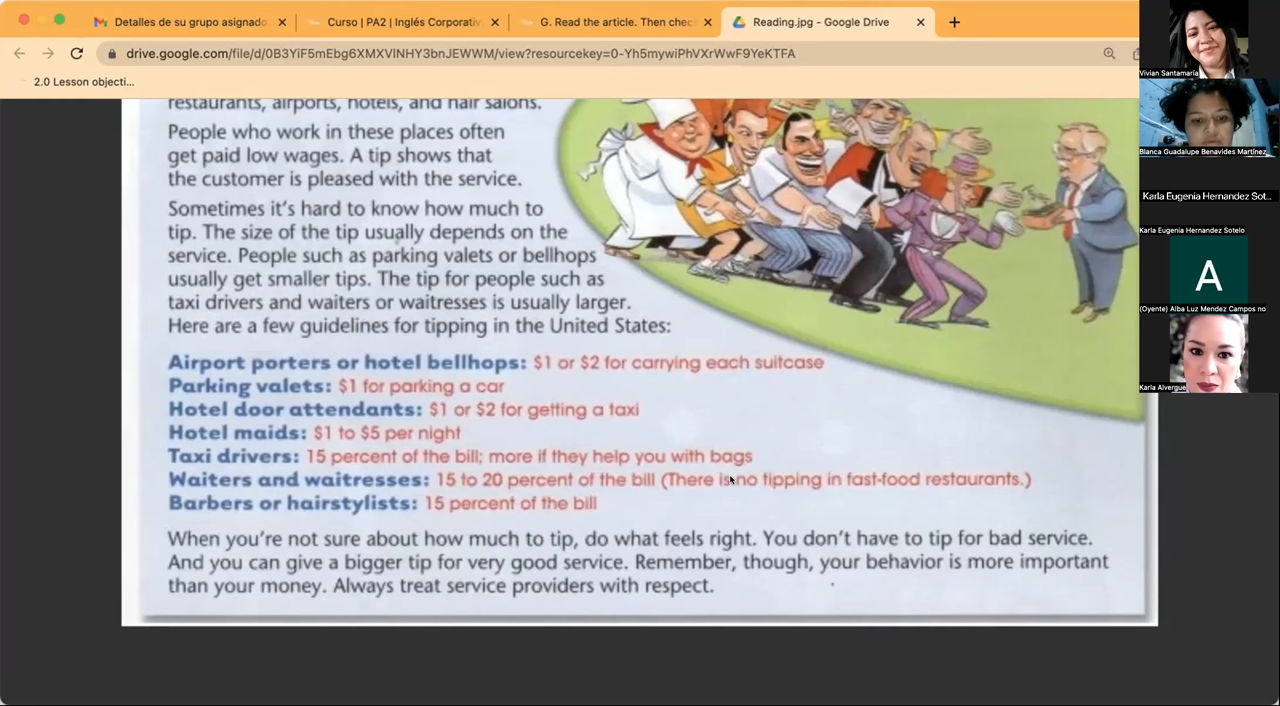 Detalles de su grupo asignado
Curso | PA2 | Inglés Corporativ
G. Read the article. Then chec
Reading.jpg - Google Drive
drive.google.com/file/d/0B3YiF5mEbg6XMXVlNHY3bnJEWWM/view?resourcekey=0-Yh5mywiPhVXrWwF9YeKTFA
2.0 Lesson objecti...
restaurants, airports, hotels, and hair salons.
People who work in these places often
get paid low wages. A tip shows that
the customer is pleased with the service.
Sometimes it's hard to know how much to
tip. The size of the tip usually depends on the
service. People such as parking valets or bellhops
usually get smaller tips. The tip for people such as
taxi drivers and waiters or waitresses is usually larger.
Here are a few guidelines for tipping in the United States:
Airport porters or hotel bellhops: $1 or $2 for carrying each suitcase
Parking valets: $1 for parking a car
Hotel door attendants: $1 or $2 for getting a taxi
Hotel maids: $1 to $5 per night
Taxi drivers: 15 percent of the bill; more if they help you with bags
Waiters and waitresses: 15 to 20 percent of the bill (There is no tipping in fast-food restaurants.)
Barbers or hairstylists: 15 percent of the bill
When you're not sure about how much to tip, do what feels right. You don't have to tip for bad service.
And you can give a bigger tip for very good service. Remember, though, your behavior is more important
than your money. Always treat service providers with respect.
Vivian Santamaría
Blanca Guadalupe Benavides Martínez
Karla Eugenia Hernandez Sot...
Karla Eugenia Hernandez Sotelo
A
(Oyente) Alba Luz Mendez Campos no
Karla Alvergue